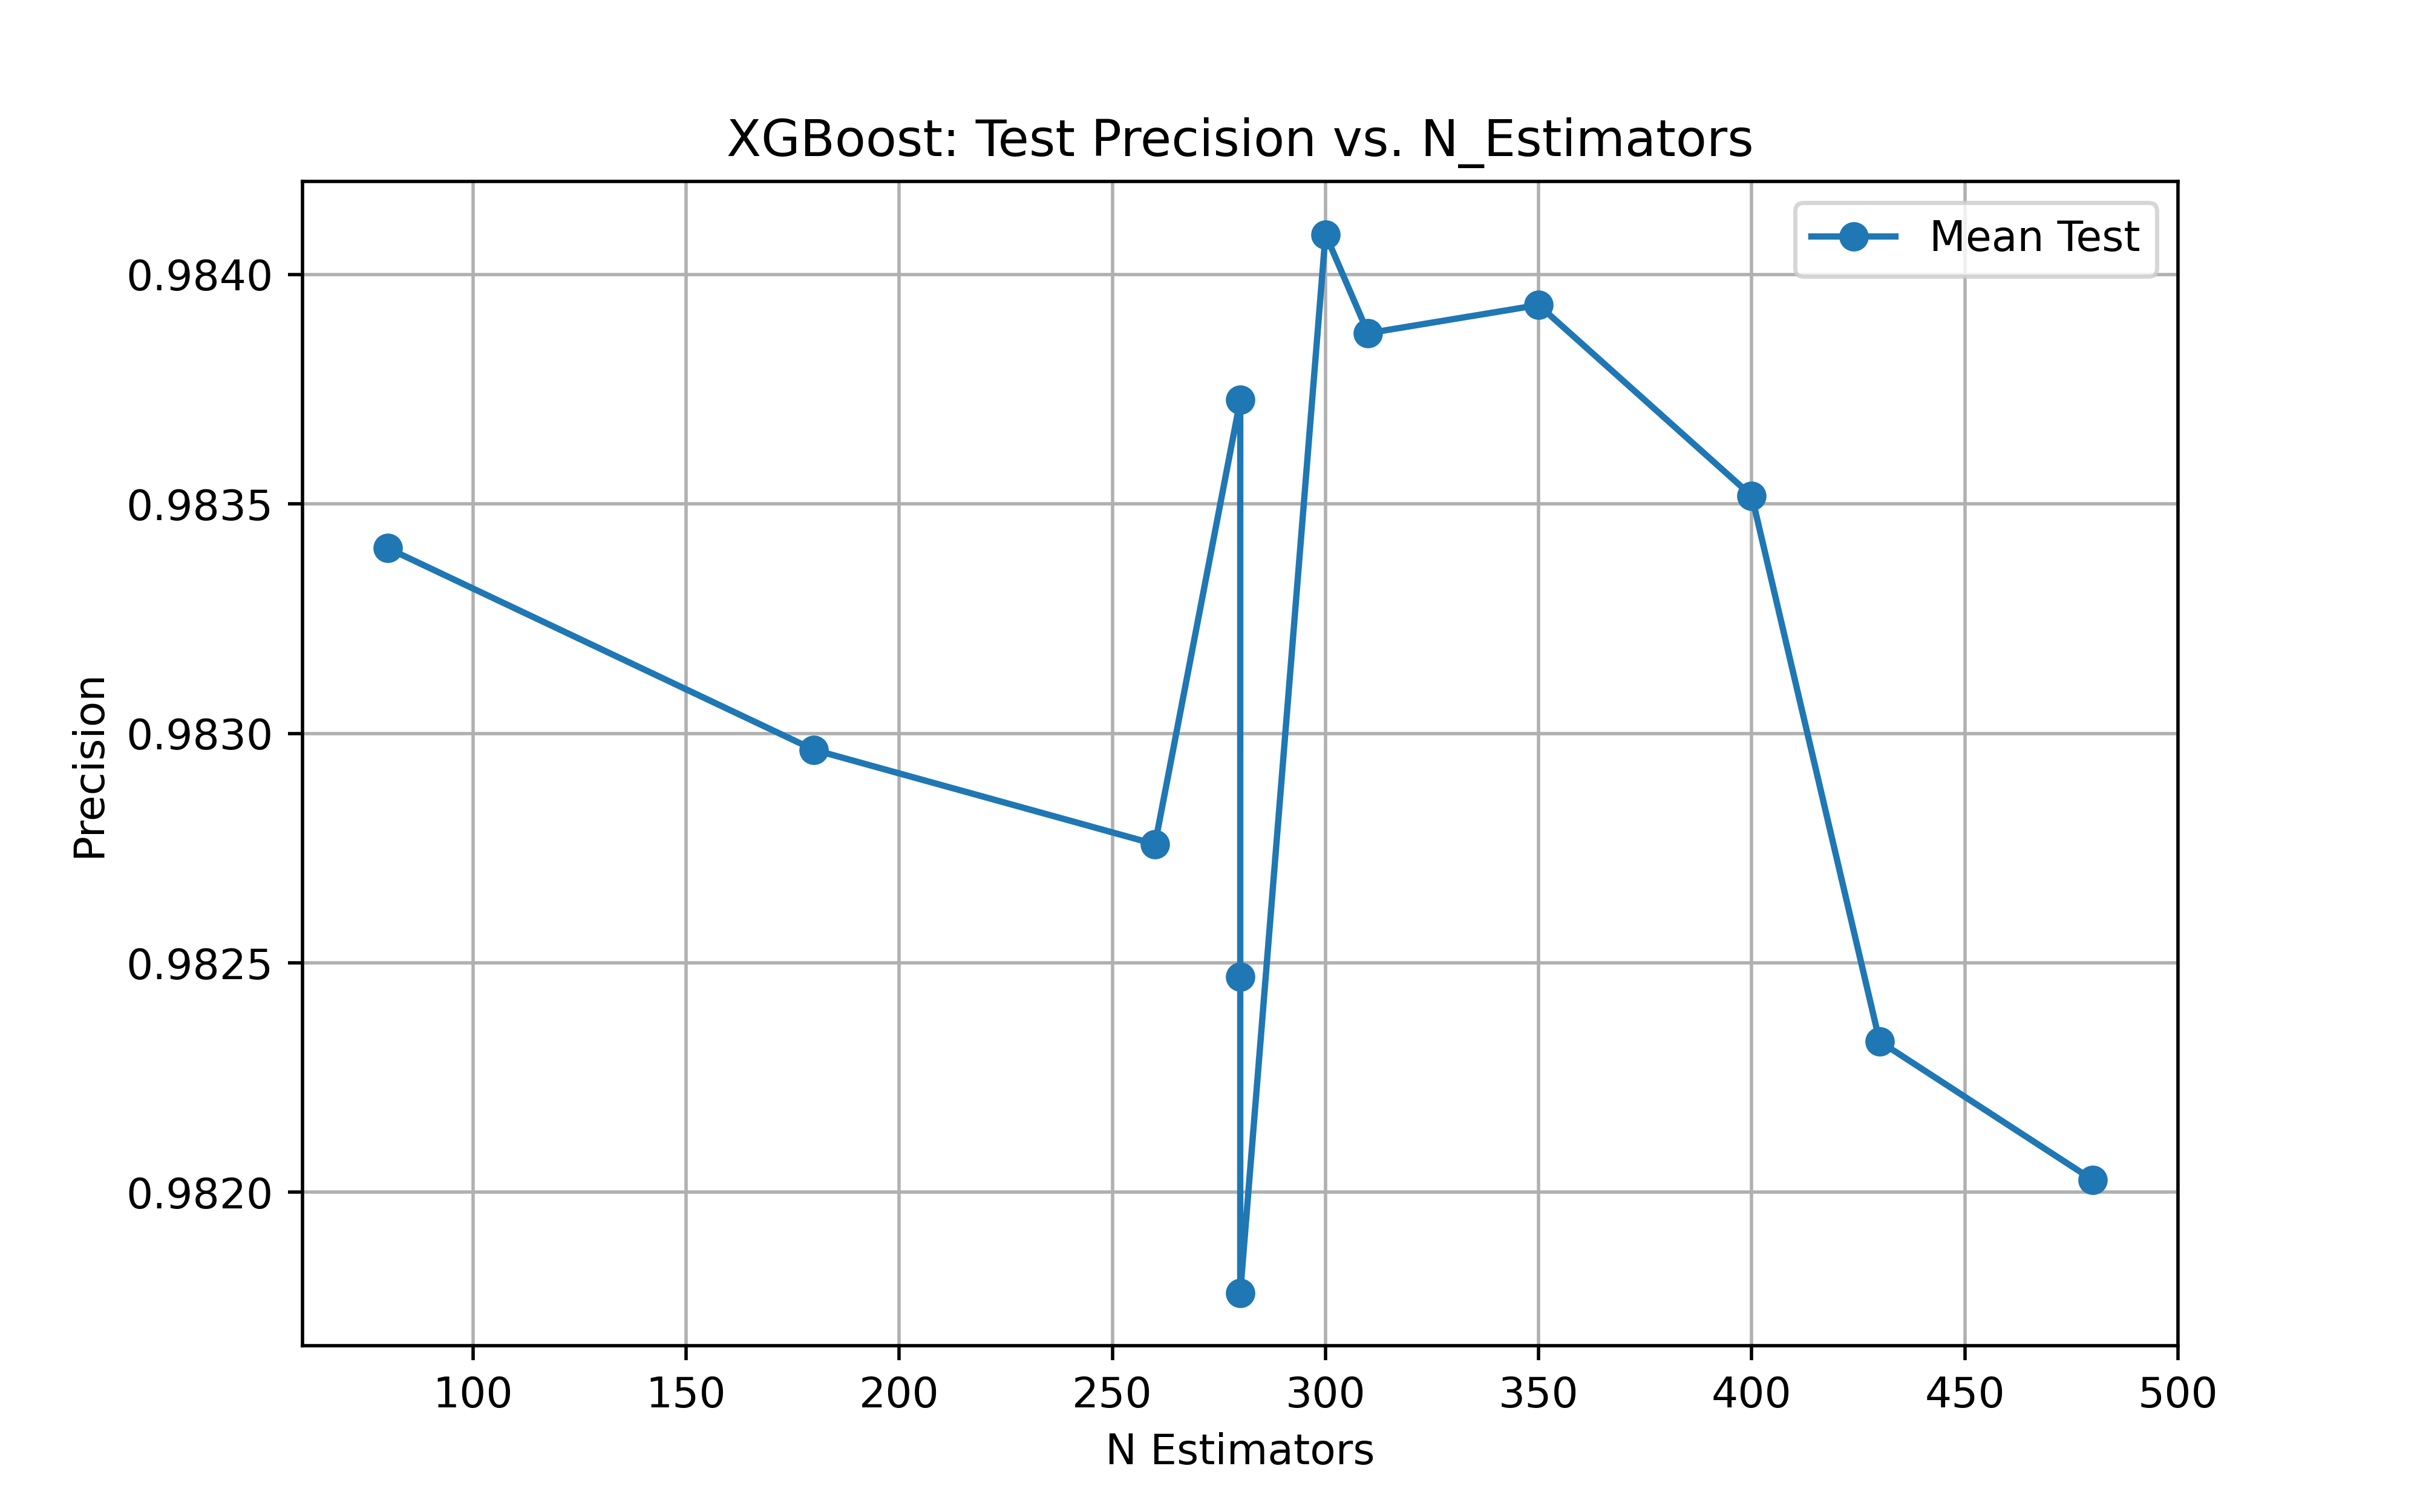 XGBoost: Test Precision vs. N_Estimators
Mean Test
0.9840
0.9835
0.9830
0.9825
0.9820
Precision
100 150 200 250 300 350 400 450 500
N Estimators